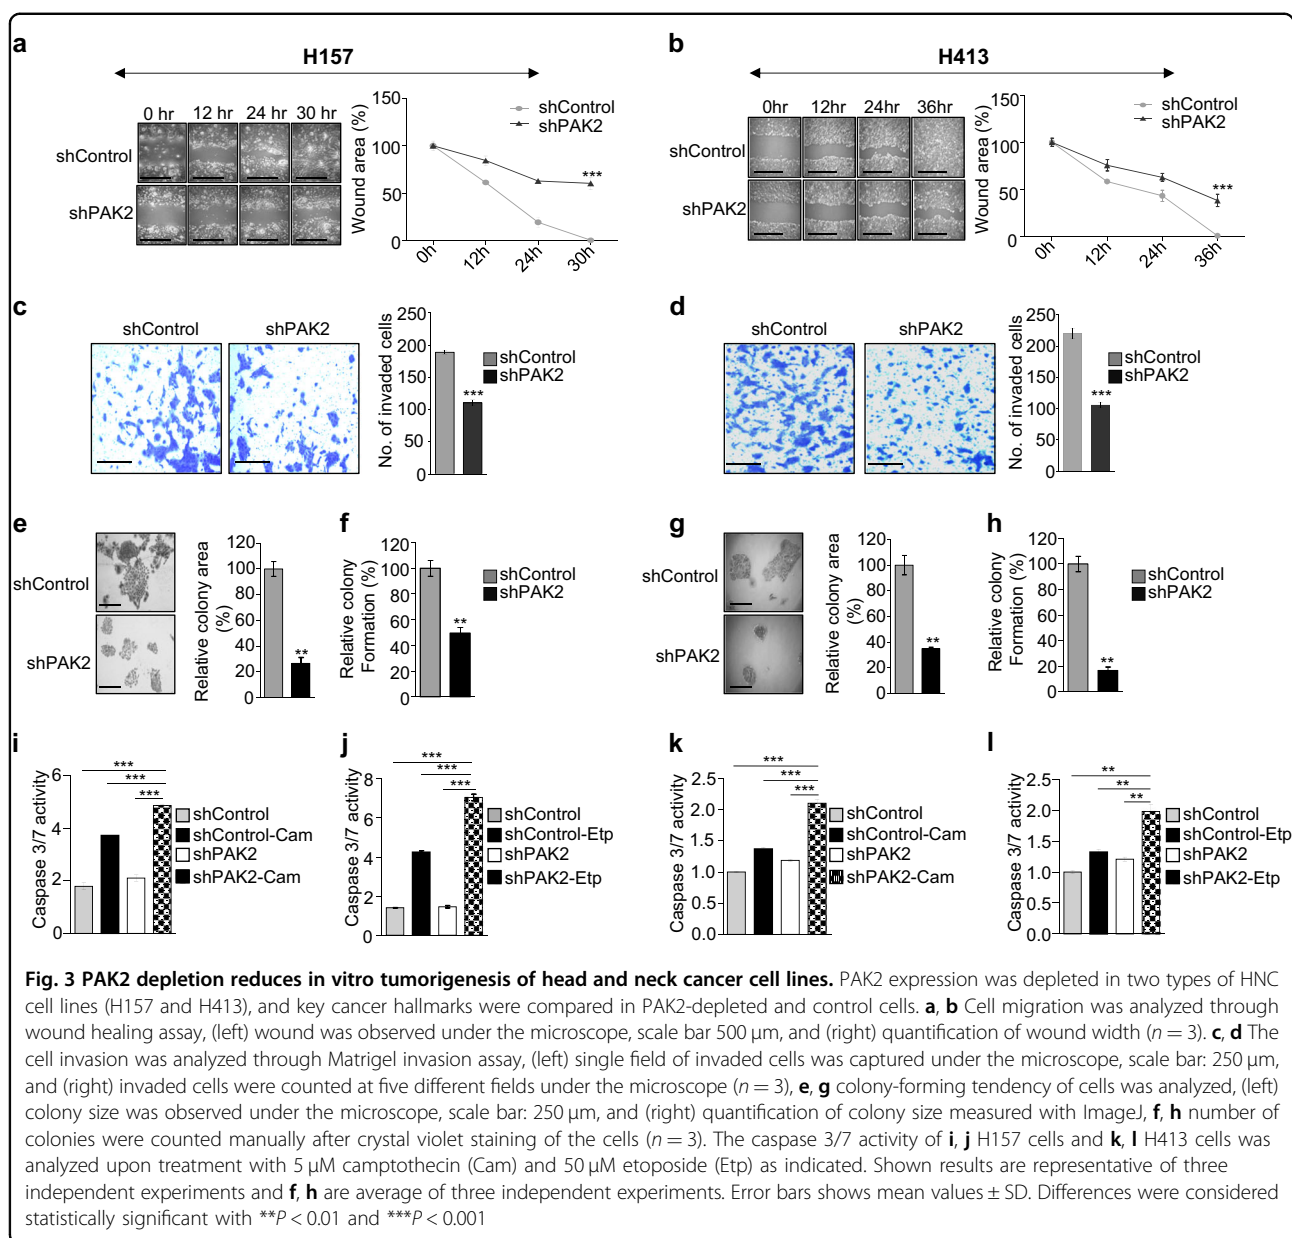 a
H157
0 hr 12 hr 24 hr 30 hr
shControl
shPAK2
Wound area (%)
150
100
50
0
0h 12h 24h 30h
shControl
shPAK2
***
b
H413
0hr 12hr 24hr 36hr
shControl
shPAK2
Wound area (%)
150
100
50
0
0h 12h 24h 36h
shControl
shPAK2
***
c
shControl shPAK2
No. of invaded cells
250
200
150
100
50
0
***
shControl
shPAK2
d
shControl shPAK2
No. of invaded cells
250
200
150
100
50
0
***
shControl
shPAK2
e
shControl
shPAK2
Relative colony area
(%)
120
100
80
60
40
20
0
**
f
Relative colony
Formation (%)
120
100
80
60
40
20
0
**
shControl
shPAK2
g
shControl
shPAK2
Relative colony area
(%)
120
100
80
60
40
20
0
**
h
Relative colony
Formation (%)
120
100
80
60
40
20
0
**
shControl
shPAK2
i
Caspase 3/7 activity
6
4
2
0
***
***
***
shControl
shControl-Cam
shPAK2
shPAK2-Cam
j
Caspase 3/7 activity
8
6
4
2
0
***
***
***
shControl
shControl-Etp
shPAK2
shPAK2-Etp
k
Caspase 3/7 activity
2.5
2.0
1.5
1.0
0.5
0.0
***
***
***
shControl
shControl-Cam
shPAK2
shPAK2-Cam
l
Caspase 3/7 activity
2.5
2.0
1.5
1.0
0.5
0.0
**
**
**
shControl
shControl-Etp
shPAK2
shPAK2-Etp
Fig. 3 PAK2 depletion reduces in vitro tumorigenesis of head and neck cancer cell lines. PAK2 expression was depleted in two types of HNC
cell lines (H157 and H413), and key cancer hallmarks were compared in PAK2-depleted and control cells. a, b Cell migration was analyzed through
wound healing assay, (left) wound was observed under the microscope, scale bar 500 µm, and (right) quantification of wound width (n = 3). c, d The
cell invasion was analyzed through Matrigel invasion assay, (left) single field of invaded cells was captured under the microscope, scale bar: 250 µm,
and (right) invaded cells were counted at five different fields under the microscope (n = 3), e, g colony-forming tendency of cells was analyzed, (left)
colony size was observed under the microscope, scale bar: 250 µm, and (right) quantification of colony size measured with ImageJ, f, h number of
colonies were counted manually after crystal violet staining of the cells (n = 3). The caspase 3/7 activity of i, j H157 cells and k, l H413 cells was
analyzed upon treatment with 5 µM camptothecin (Cam) and 50 µM etoposide (Etp) as indicated. Shown results are representative of three
independent experiments and f, h are average of three independent experiments. Error bars shows mean values ± SD. Differences were considered
statistically significant with **P < 0.01 and ***P < 0.001